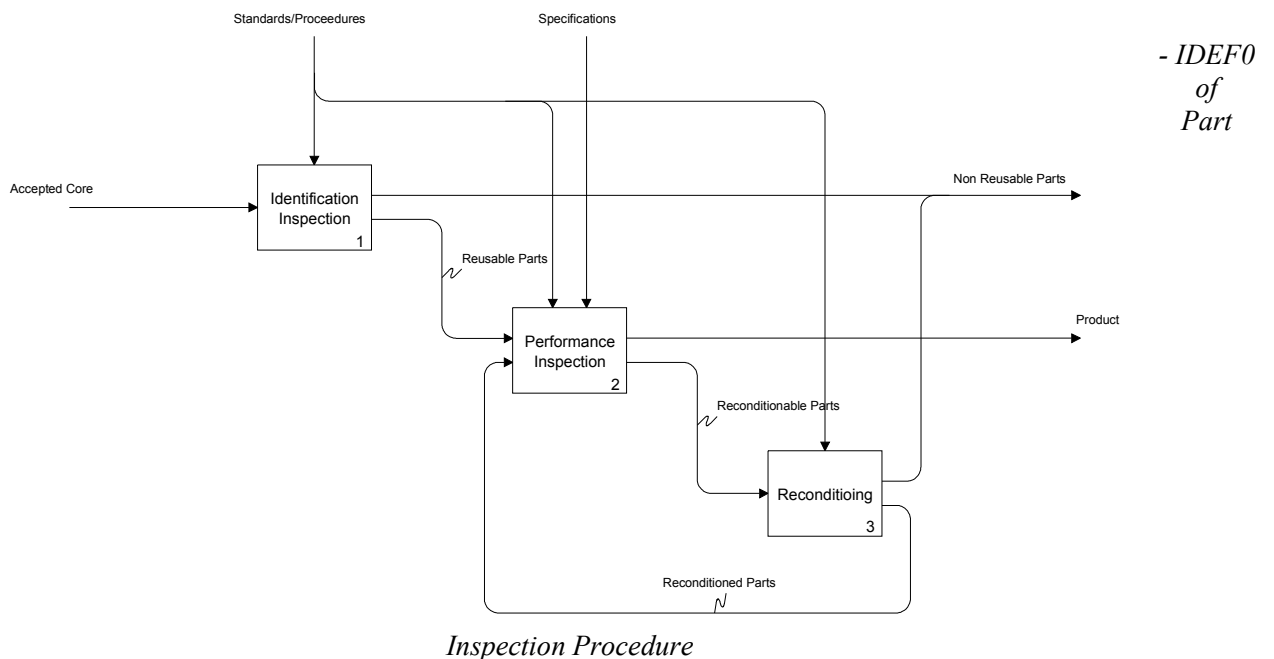 Standards/Proceedures
Specifications
- IDEF0
of
Part
Accepted Core
Identification
Inspection
1
Non Reusable Parts
Reusable Parts
Performance
Inspection
2
Product
Reconditionable Parts
Reconditioing
3
Reconditioned Parts
Inspection Procedure